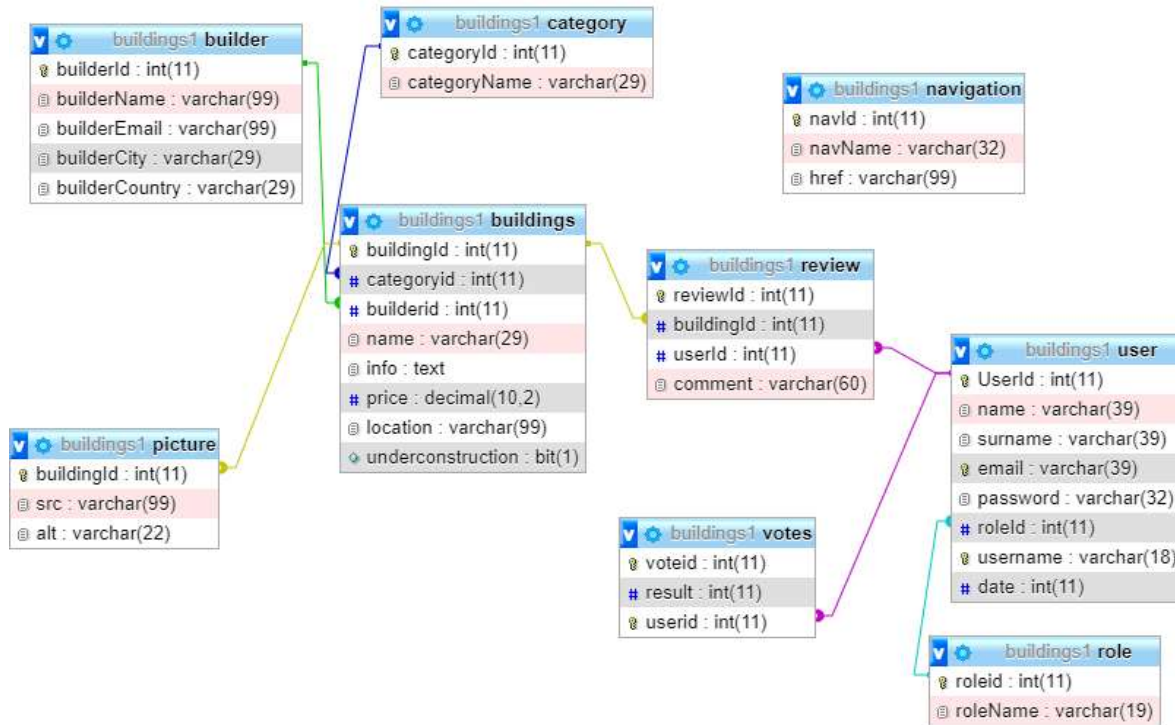 buildings1 builder
builderId : int(11)
builderName : varchar(99)
builderEmail : varchar(99)
builderCity : varchar(29)
builderCountry : varchar(29)
buildings1 category
categoryId : int(11)
categoryName : varchar(29)
buildings1 navigation
navId : int(11)
navName : varchar(32)
href : varchar(99)
buildings1 buildings
buildingId : int(11)
categoryid : int(11)
builderid : int(11)
name : varchar(29)
info : text
price : decimal(10,2)
location : varchar(99)
underconstruction : bit(1)
buildings1 review
reviewId : int(11)
buildingId : int(11)
userId : int(11)
comment : varchar(60)
buildings1 user
UserId : int(11)
name : varchar(39)
surname : varchar(39)
email : varchar(39)
password : varchar(32)
roleId : int(11)
username : varchar(18)
date : int(11)
buildings1 picture
buildingId : int(11)
src : varchar(99)
alt : varchar(22)
buildings1 votes
voteid : int(11)
result : int(11)
userid : int(11)
buildings1 role
roleid : int(11)
roleName : varchar(19)